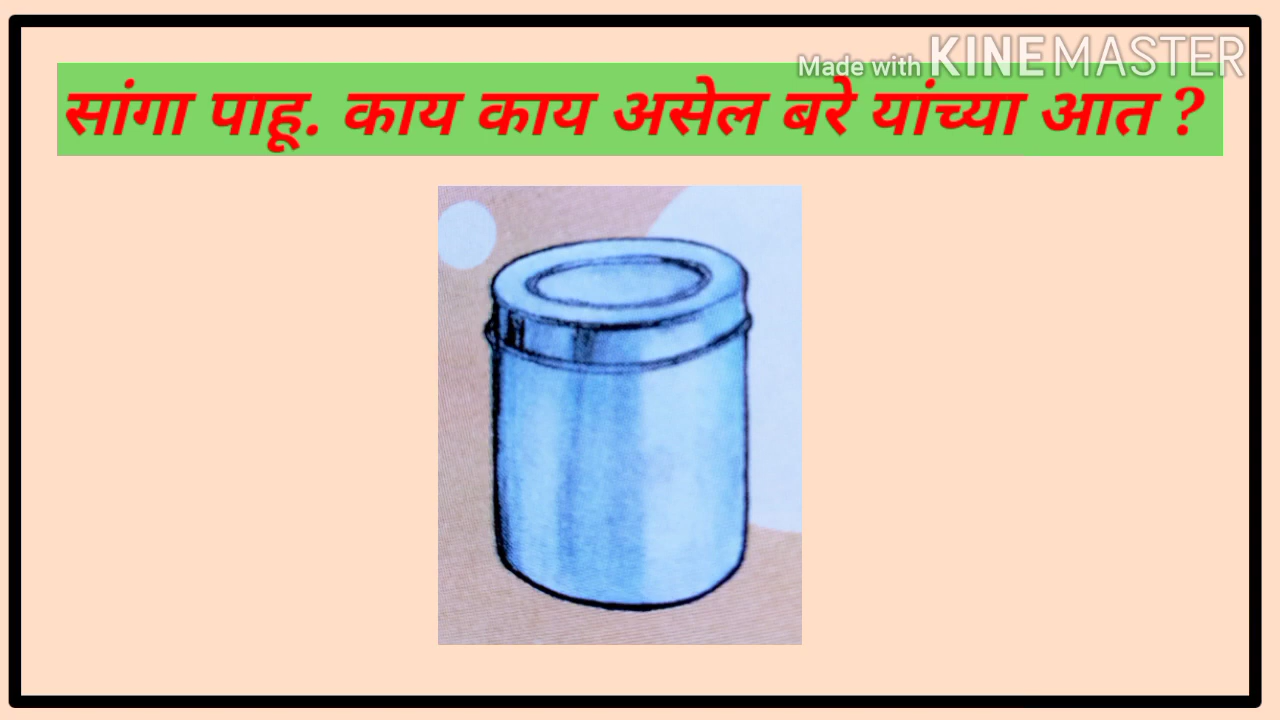 Made with KINEMASTER
सांगा पाहू. काय काय असेल बरे यांच्या आत ?